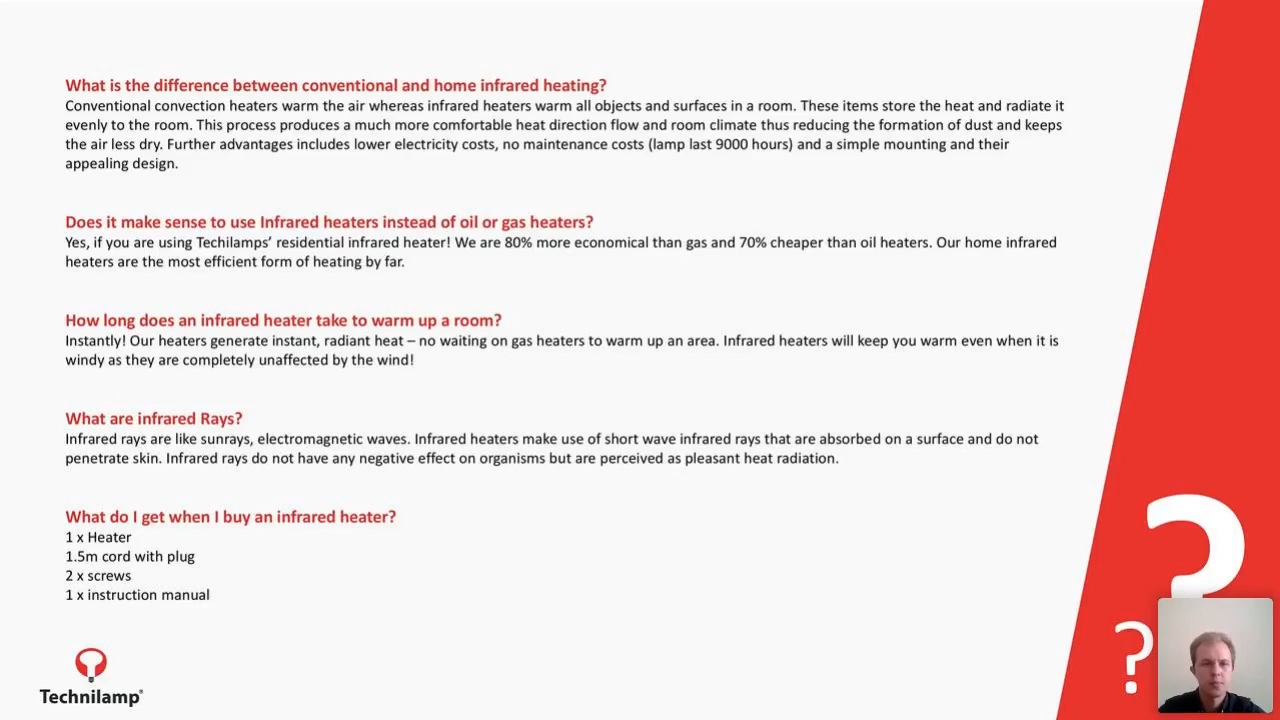 What is the difference between conventional and home infrared heating?
Conventional convection heaters warm the air whereas infrared heaters warm all objects and surfaces in a room. These items store the heat and radiate it
evenly to the room. This process produces a much more comfortable heat direction flow and room climate thus reducing the formation of dust and keeps
the air less dry. Further advantages includes lower electricity costs, no maintenance costs (lamp last 9000 hours) and a simple mounting and their
appealing design.
Does it make sense to use Infrared heaters instead of oil or gas heaters?
Yes, if you are using Techilamps’ residential infrared heater! We are 80% more economical than gas and 70% cheaper than oil heaters. Our home infrared
heaters are the most efficient form of heating by far.
How long does an infrared heater take to warm up a room?
Instantly! Our heaters generate instant, radiant heat – no waiting on gas heaters to warm up an area. Infrared heaters will keep you warm even when it is
windy as they are completely unaffected by the wind!
What are infrared Rays?
Infrared rays are like sunrays, electromagnetic waves. Infrared heaters make use of short wave infrared rays that are absorbed on a surface and do not
penetrate skin. Infrared rays do not have any negative effect on organisms but are perceived as pleasant heat radiation.
What do I get when I buy an infrared heater?
1 x Heater
1.5m cord with plug
2 x screws
1 x instruction manual
?
?
Technilamp®